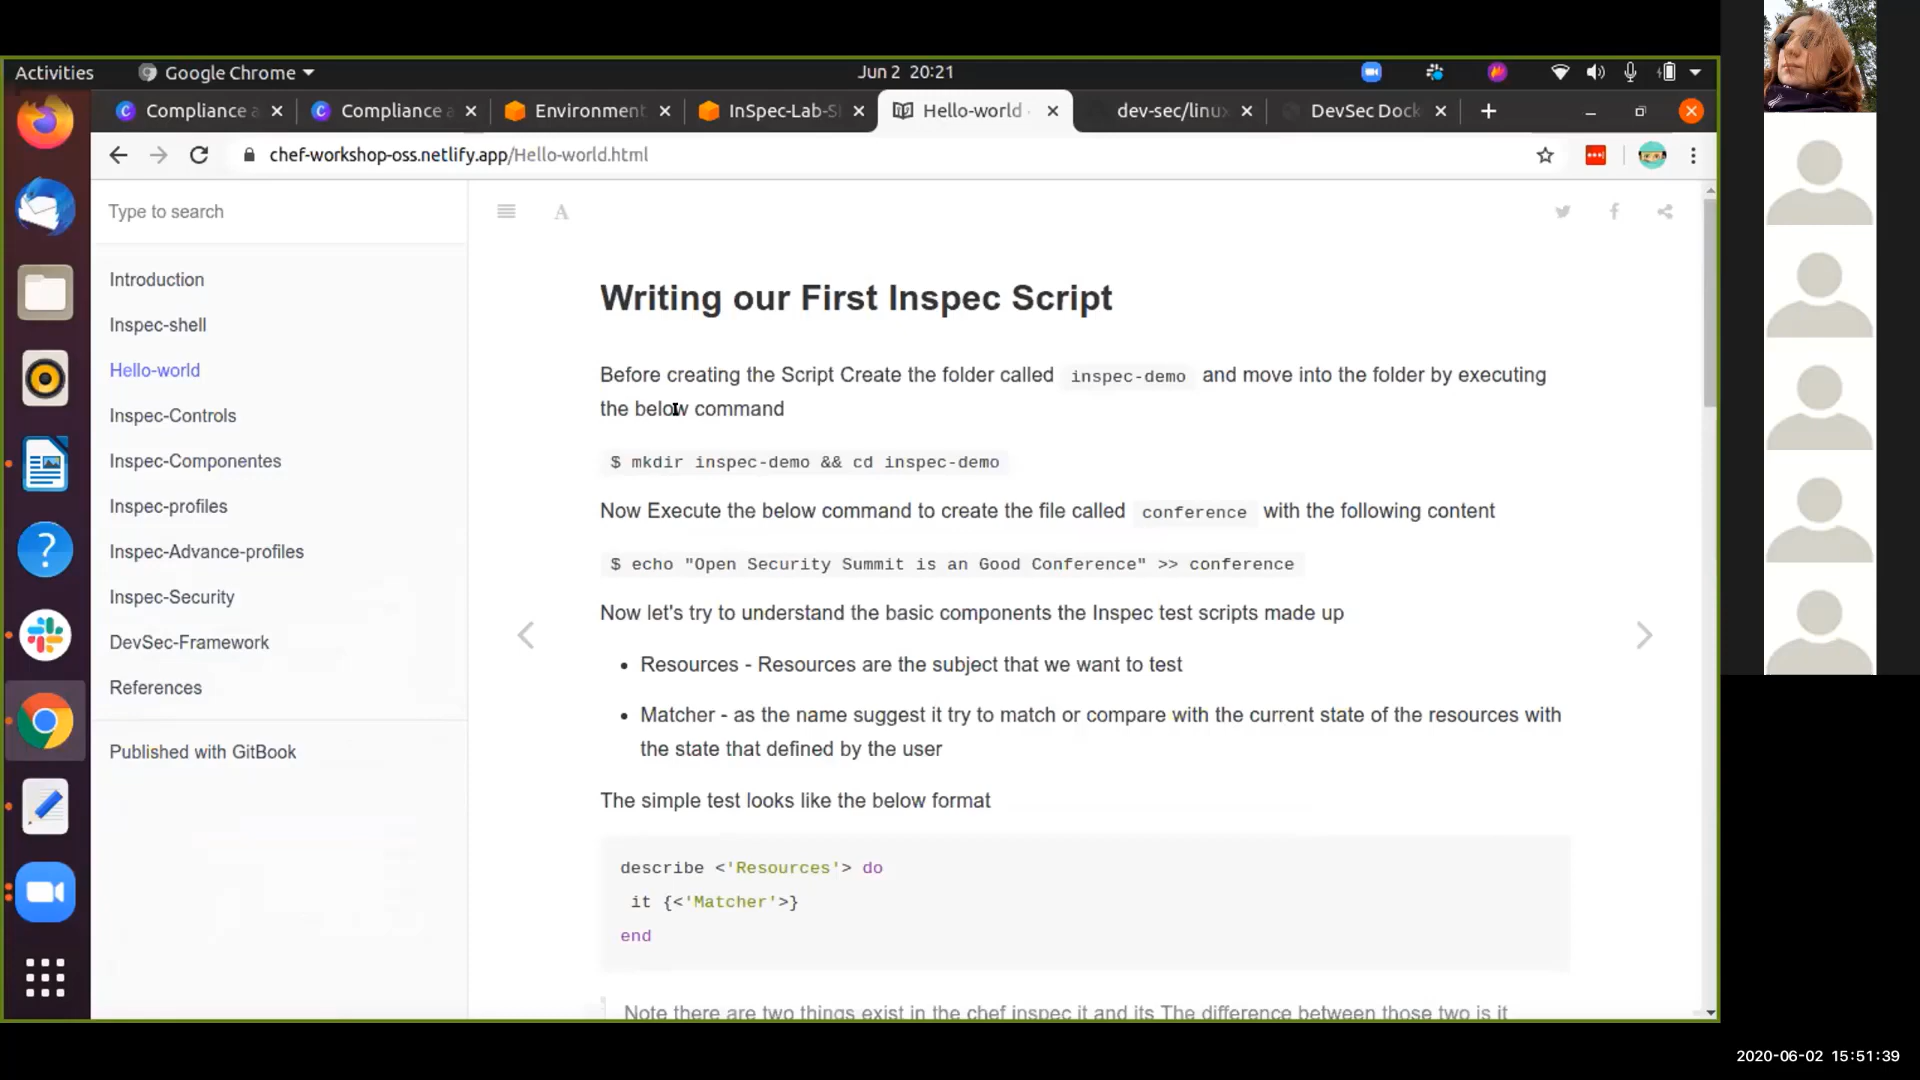 Activities
Google Chrome
Jun 2 20:21
Compliance a
Compliance a
Environment
InSpec-Lab-S
Hello-world
dev-sec/linux
DevSec Dock
chef-workshop-oss.netlify.app/Hello-world.html
Type to search
Introduction
Inspec-shell
Hello-world
Inspec-Controls
Inspec-Componentes
Inspec-profiles
Inspec-Advance-profiles
Inspec-Security
DevSec-Framework
References
Published with GitBook
A
Writing our First Inspec Script
Before creating the Script Create the folder called inspec-demo and move into the folder by executing
the below command
$ mkdir inspec-demo && cd inspec-demo
Now Execute the below command to create the file called conference with the following content
$ echo "Open Security Summit is an Good Conference" >> conference
Now let's try to understand the basic components the Inspec test scripts made up
• Resources - Resources are the subject that we want to test
• Matcher - as the name suggest it try to match or compare with the current state of the resources with
the state that defined by the user
The simple test looks like the below format
describe <'Resources'> do
it {<'Matcher'>}
end
Note there are two things exist in the chef inspec it and its The difference between those two is it
2020-06-02 15:51:39